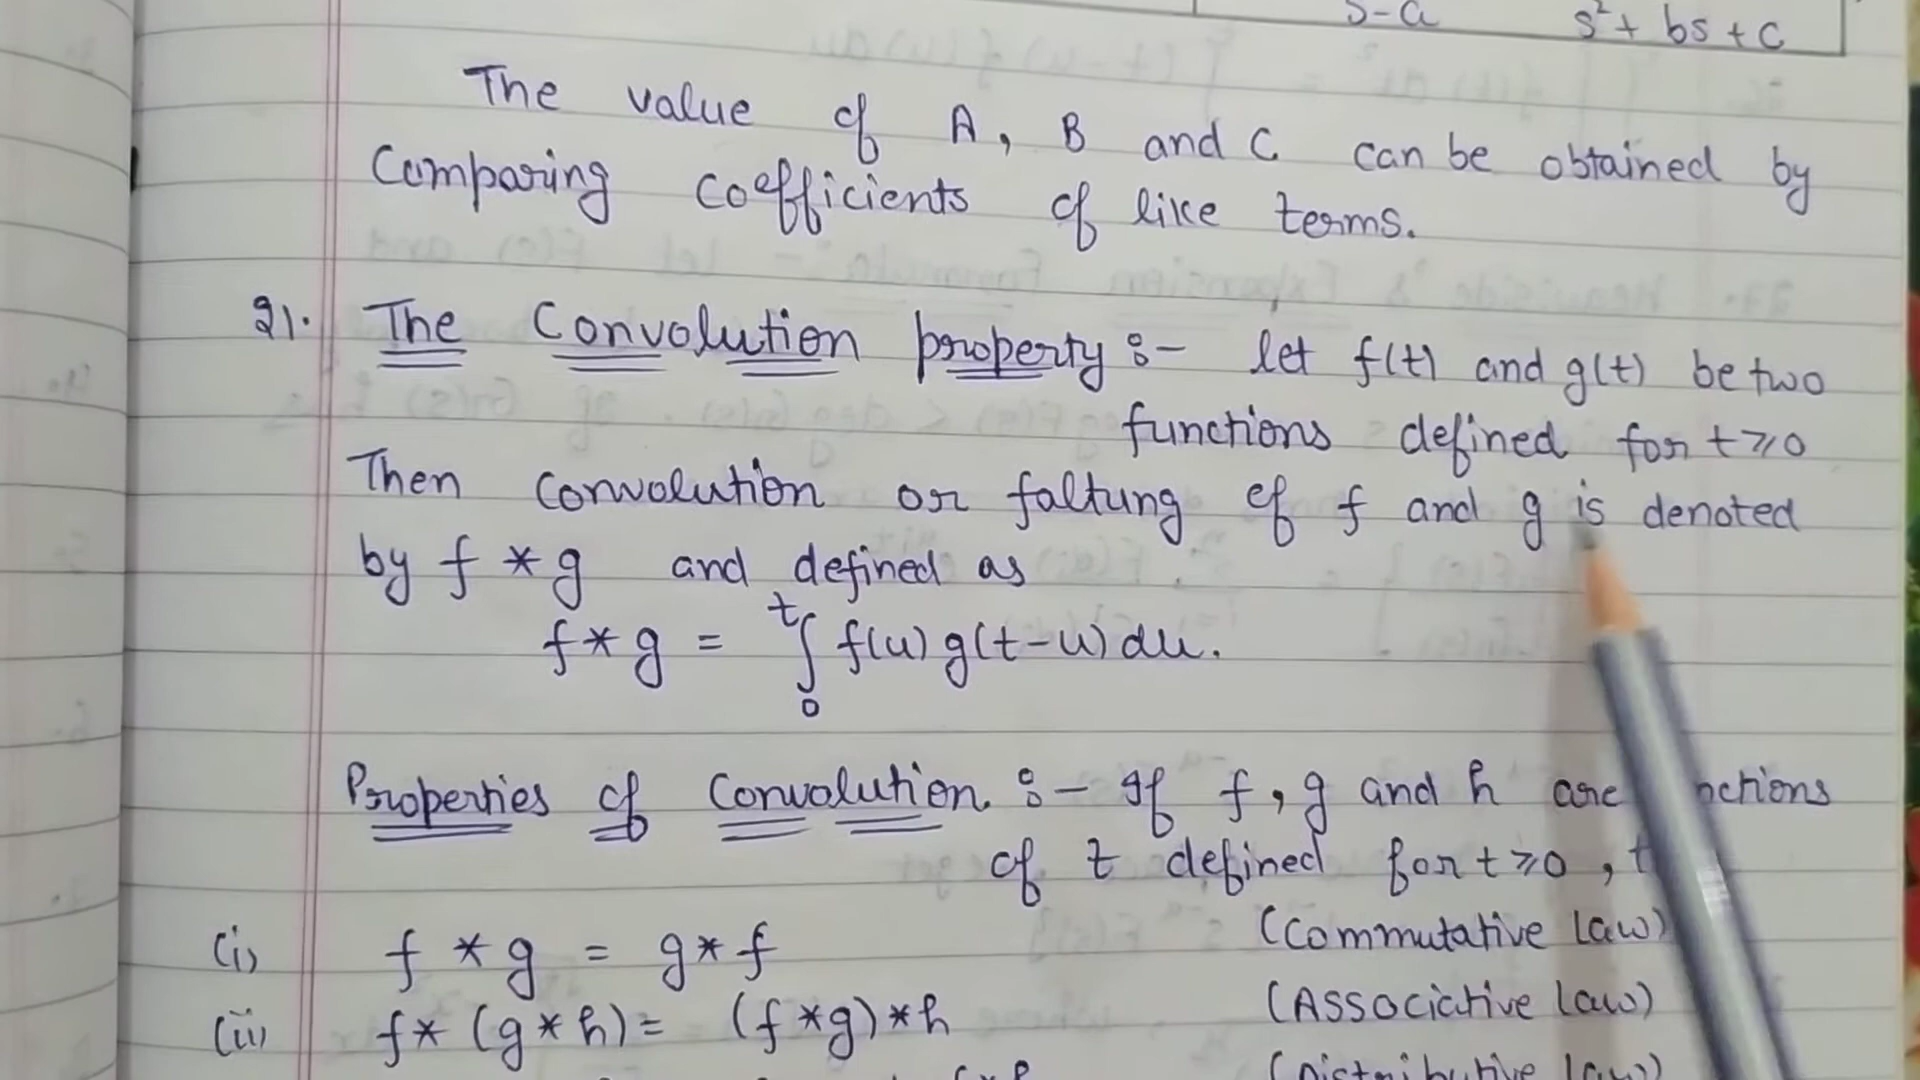 s-a s²+ bs + c
The value of A, B and C can be obtained by
Comparing Coefficients of like terms.
21. The Convolution property :- let f(t) and g(t) be two
functions defined for t ≥ 0
Then convolution or faltung of f and g is denoted
by f * g and defined as
f * g = ∫₀ᵗ f(u) g(t-u) du.
Properties of Convolution :- If f, g and h are
of t defined for t ≥ 0 ,
(i) f * g = g * f (Commutative law)
(ii) f * (g * h) = (f * g) * h (Associative law)
(Distributive law)